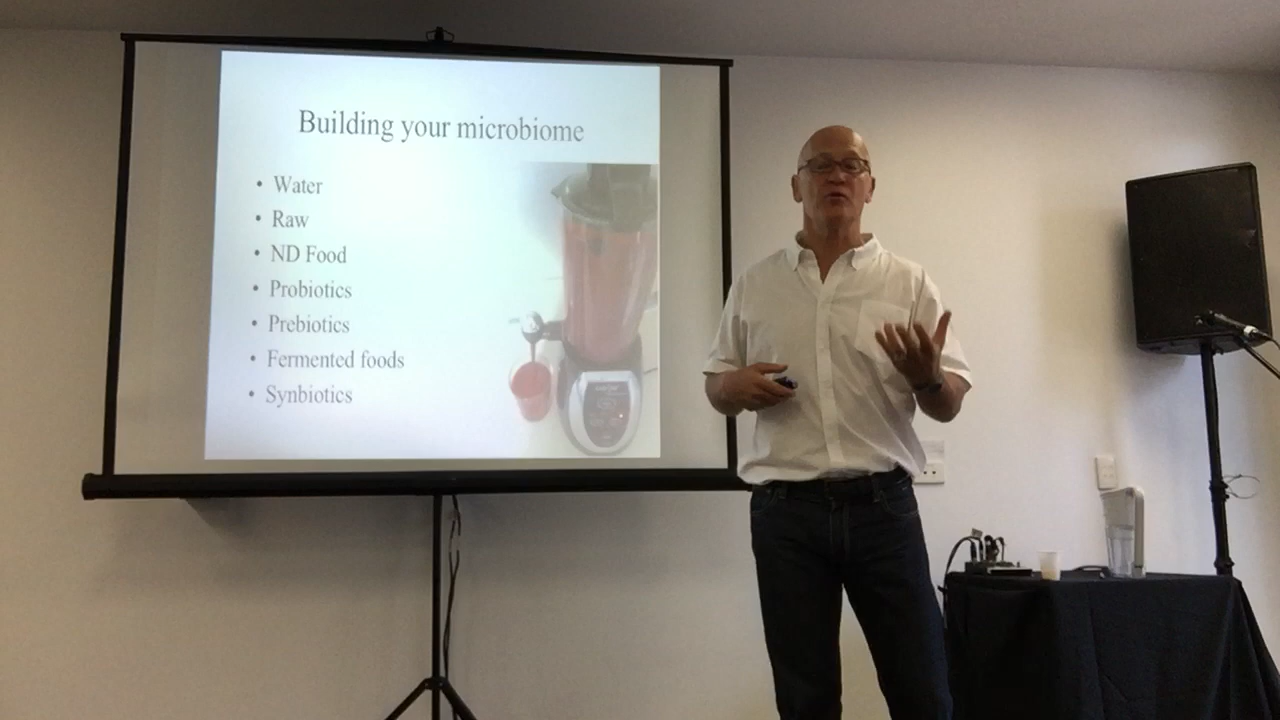 Building your microbiome
• Water
• Raw
• ND Food
• Probiotics
• Prebiotics
• Fermented foods
• Synbiotics